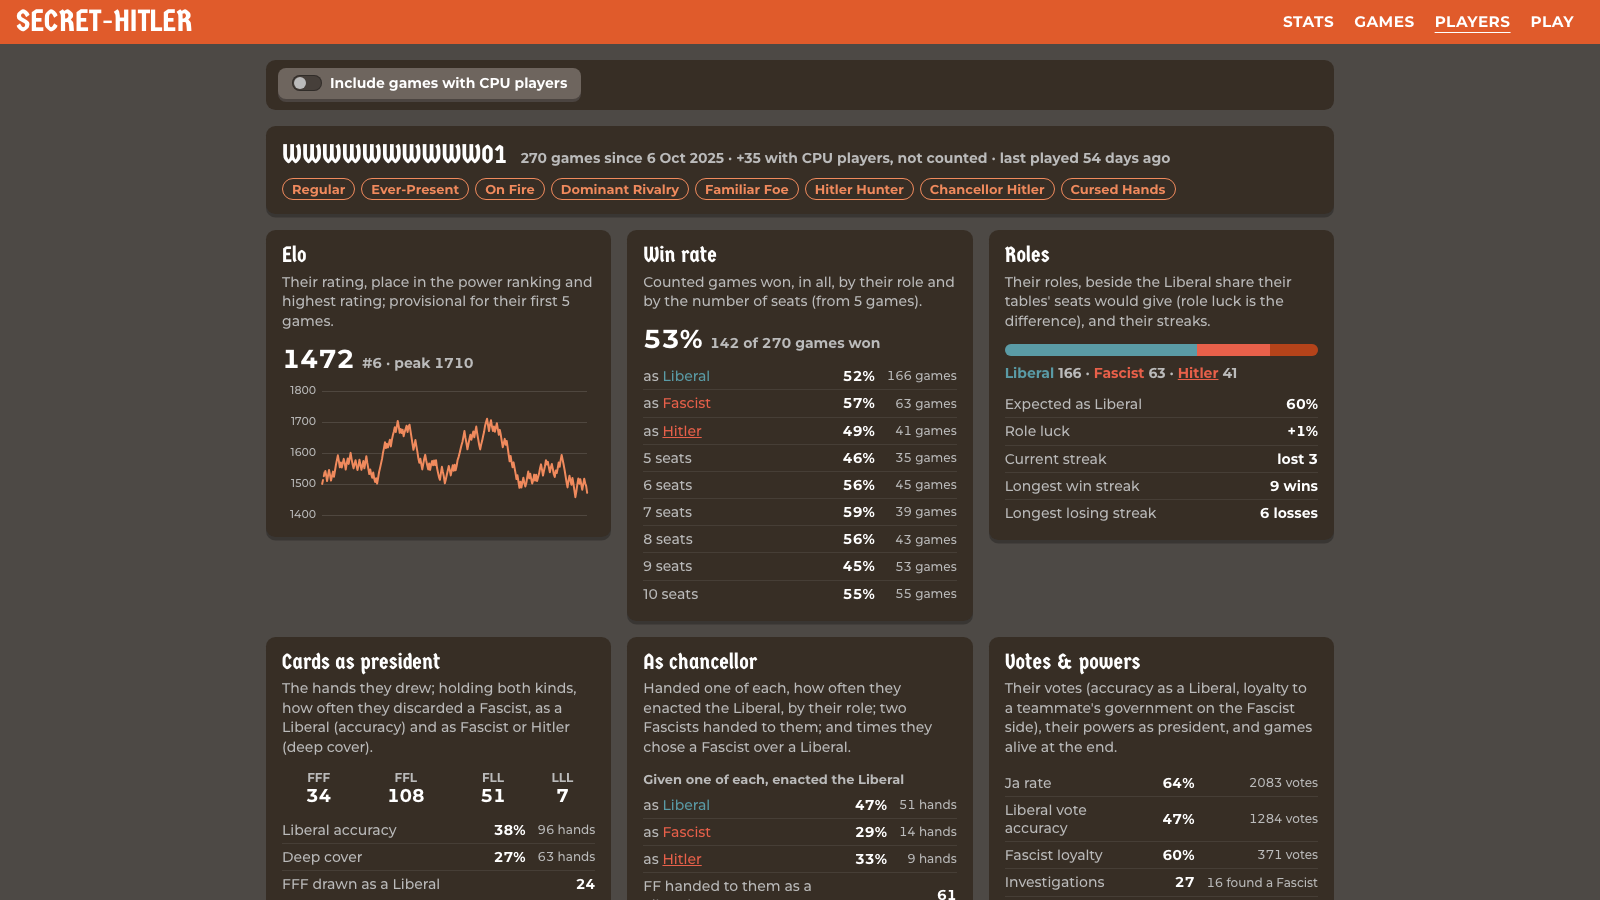 SECRET-HITLER
STATS GAMES PLAYERS PLAY
Include games with CPU players
WWWWWWWWWW01 270 games since 6 Oct 2025 · +35 with CPU players, not counted · last played 54 days ago
Regular Ever-Present On Fire Dominant Rivalry Familiar Foe Hitler Hunter Chancellor Hitler Cursed Hands
Elo
Their rating, place in the power ranking and
highest rating; provisional for their first 5
games.
1472 #6 · peak 1710
1800
1700
1600
1500
1400
Win rate
Counted games won, in all, by their role and
by the number of seats (from 5 games).
53% 142 of 270 games won
as Liberal 52% 166 games
as Fascist 57% 63 games
as Hitler 49% 41 games
5 seats 46% 35 games
6 seats 56% 45 games
7 seats 59% 39 games
8 seats 56% 43 games
9 seats 45% 53 games
10 seats 55% 55 games
Roles
Their roles, beside the Liberal share their
tables' seats would give (role luck is the
difference), and their streaks.
Liberal 166 · Fascist 63 · Hitler 41
Expected as Liberal 60%
Role luck +1%
Current streak lost 3
Longest win streak 9 wins
Longest losing streak 6 losses
Cards as president
The hands they drew; holding both kinds,
how often they discarded a Fascist, as a
Liberal (accuracy) and as Fascist or Hitler
(deep cover).
FFF FFL FLL LLL
34 108 51 7
Liberal accuracy 38% 96 hands
Deep cover 27% 63 hands
FFF drawn as a Liberal 24
As chancellor
Handed one of each, how often they
enacted the Liberal, by their role; two
Fascists handed to them; and times they
chose a Fascist over a Liberal.
Given one of each, enacted the Liberal
as Liberal 47% 51 hands
as Fascist 29% 14 hands
as Hitler 33% 9 hands
FF handed to them as a 61
Votes & powers
Their votes (accuracy as a Liberal, loyalty to
a teammate's government on the Fascist
side), their powers as president, and games
alive at the end.
Ja rate 64% 2083 votes
Liberal vote
accuracy 47% 1284 votes
Fascist loyalty 60% 371 votes
Investigations 27 16 found a Fascist